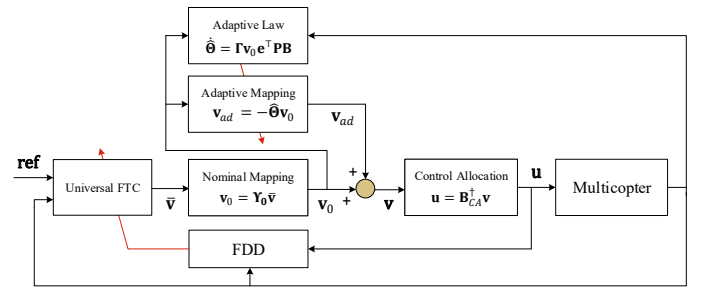 Adaptive Law
Θ̂̇ = Γv₀eᵀPB
Adaptive Mapping
v_ad = −Θ̂v₀
v_ad
ref
Universal FTC
v̄
Nominal Mapping
v₀ = Υ₀v̄
v₀
+
+
v
Control Allocation
u = B†_CA v
u
Multicopter
FDD